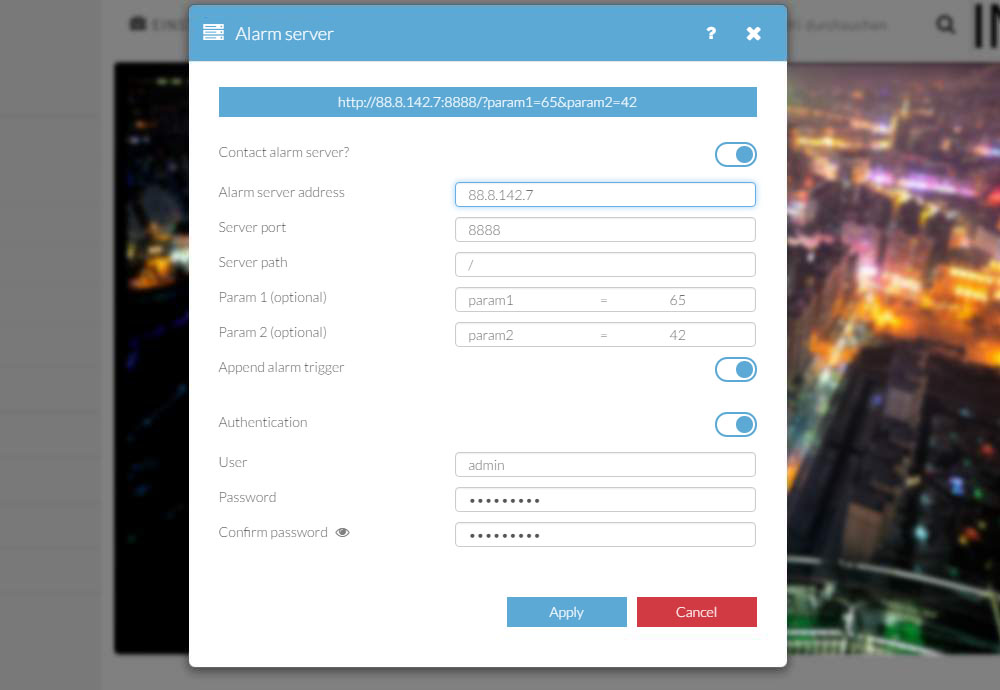 Alarm server ?
http://88.8.142.7:8888/?param1=65&param2=42
Contact alarm server?
Alarm server address 88.8.142.7
Server port 8888
Server path /
Param 1 (optional) param1 = 65
Param 2 (optional) param2 = 42
Append alarm trigger
Authentication
User admin
Password •••••••••
Confirm password •••••••••
Apply Cancel
durchsuchen